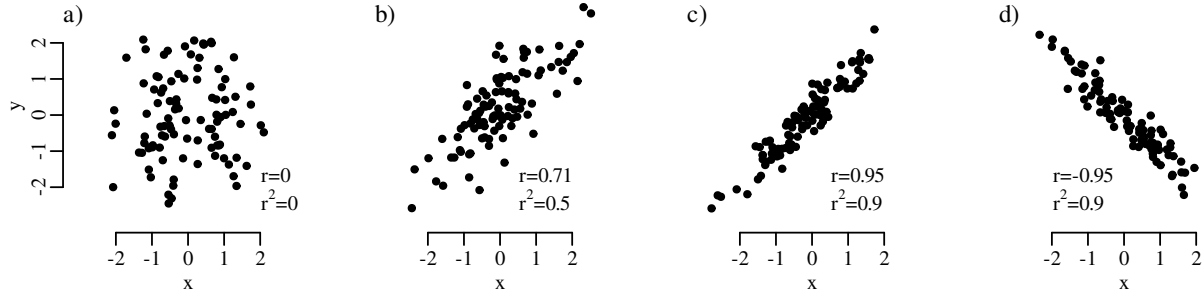 a)
b)
c)
d)
y
-2 -1 0 1 2
r=0
r²=0
-2 -1 0 1 2
x
r=0.71
r²=0.5
-2 -1 0 1 2
x
r=0.95
r²=0.9
-2 -1 0 1 2
x
r=-0.95
r²=0.9
-2 -1 0 1 2
x